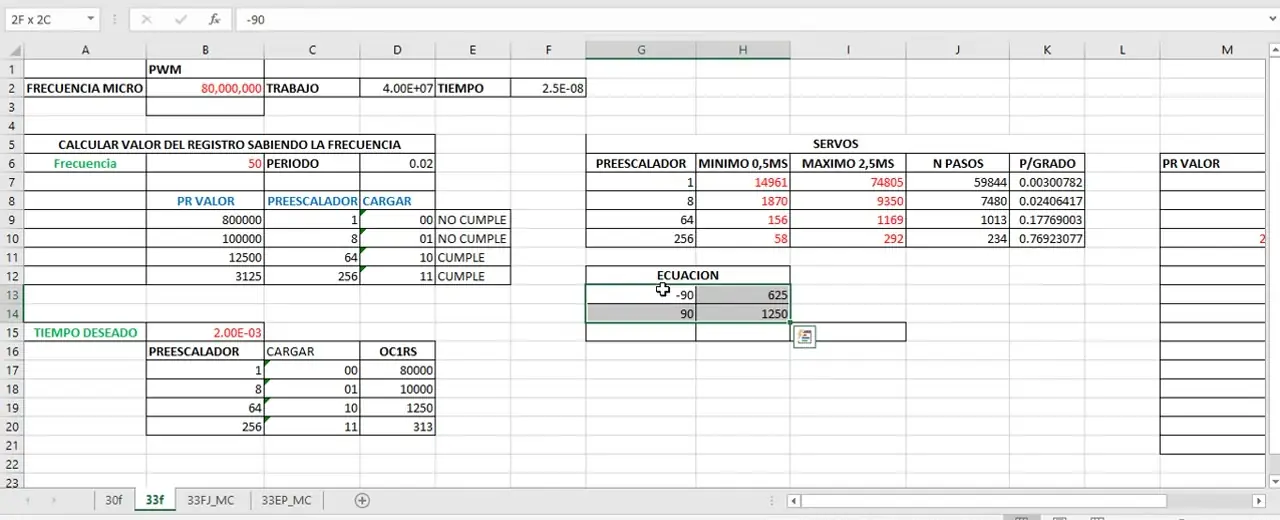 2F x 2C fx -90
A B C D E F G H I J K L M
1 PWM
2 FRECUENCIA MICRO 80,000,000 TRABAJO 4.00E+07 TIEMPO 2.5E-08
3
4
5 CALCULAR VALOR DEL REGISTRO SABIENDO LA FRECUENCIA SERVOS
6 Frecuencia 50 PERIODO 0.02 PREESCALADOR MINIMO 0,5MS MAXIMO 2,5MS N PASOS P/GRADO PR VALOR
7 1 14961 74805 59844 0.00300782
8 PR VALOR PREESCALADOR CARGAR 8 1870 9350 7480 0.02406417
9 800000 1 00 NO CUMPLE 64 156 1169 1013 0.17769003
10 100000 8 01 NO CUMPLE 256 58 292 234 0.76923077 2
11 12500 64 10 CUMPLE
12 3125 256 11 CUMPLE ECUACION
13 -90 625
14 90 1250
15 TIEMPO DESEADO 2.00E-03
16 PREESCALADOR CARGAR OC1RS
17 1 00 80000
18 8 01 10000
19 64 10 1250
20 256 11 313
21
22
23
30f 33f 33FJ_MC 33EP_MC